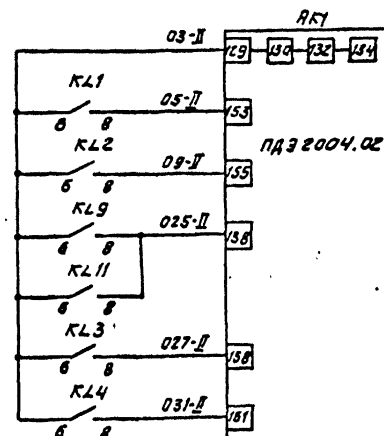 АК1
03-II
129 130 132 134
KL1
05-II
6 8
153
KL2
ПДЭ 2004.02
09-II
6 8
155
KL9
025-II
6 8
KL11
6 8
KL3
027-II
6 8
158
KL4
031-II
6 8
161